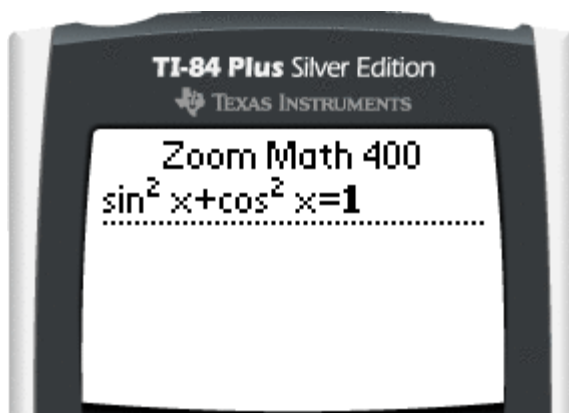 TI-84 Plus Silver Edition
TEXAS INSTRUMENTS
Zoom Math 400
sin² x+cos² x=1